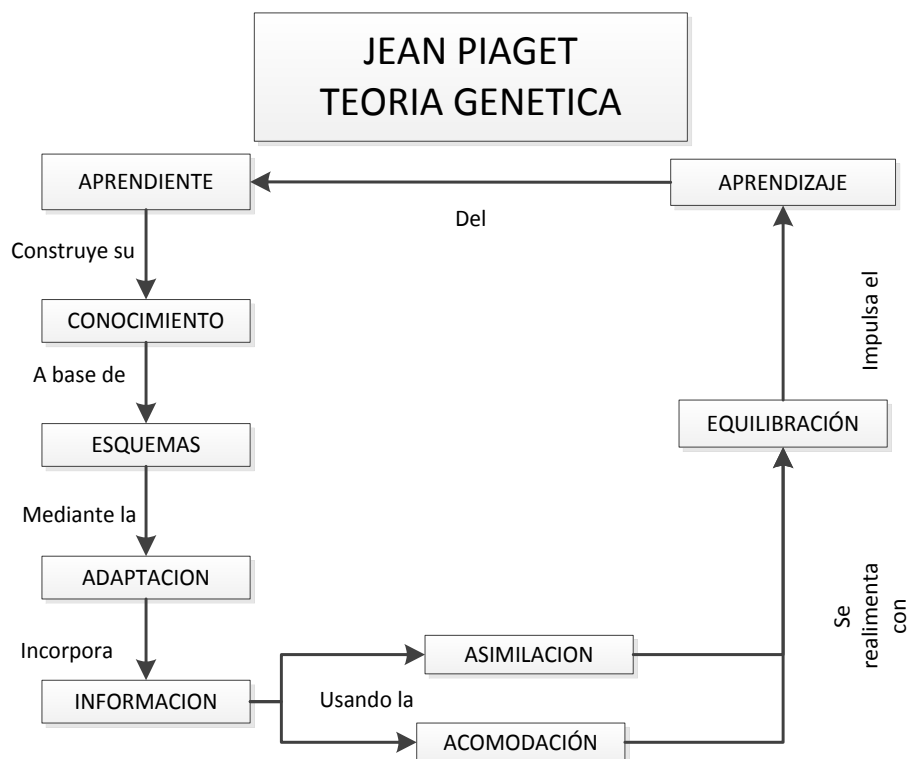 JEAN PIAGET
TEORIA GENETICA
APRENDIENTE
APRENDIZAJE
Del
Construye su
CONOCIMIENTO
Impulsa el
A base de
ESQUEMAS
EQUILIBRACIÓN
Mediante la
ADAPTACION
Se
realimenta
con
Incorpora
ASIMILACION
INFORMACION
Usando la
ACOMODACIÓN